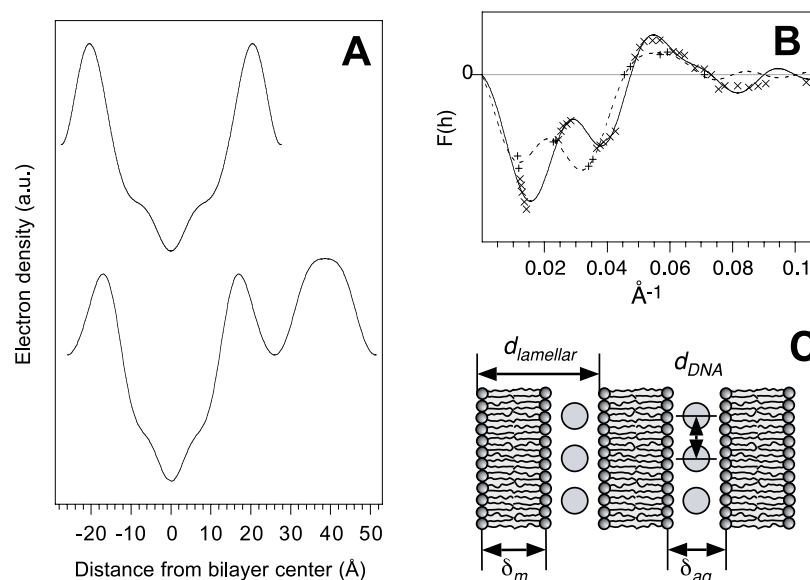 A
Electron density (a.u.)
-20 -10 0 10 20 30 40 50
Distance from bilayer center (Å)
B
0
F(h)
0.02 0.04 0.06 0.08 0.1
Å-1
C
dlamellar
dDNA
δm
δaq